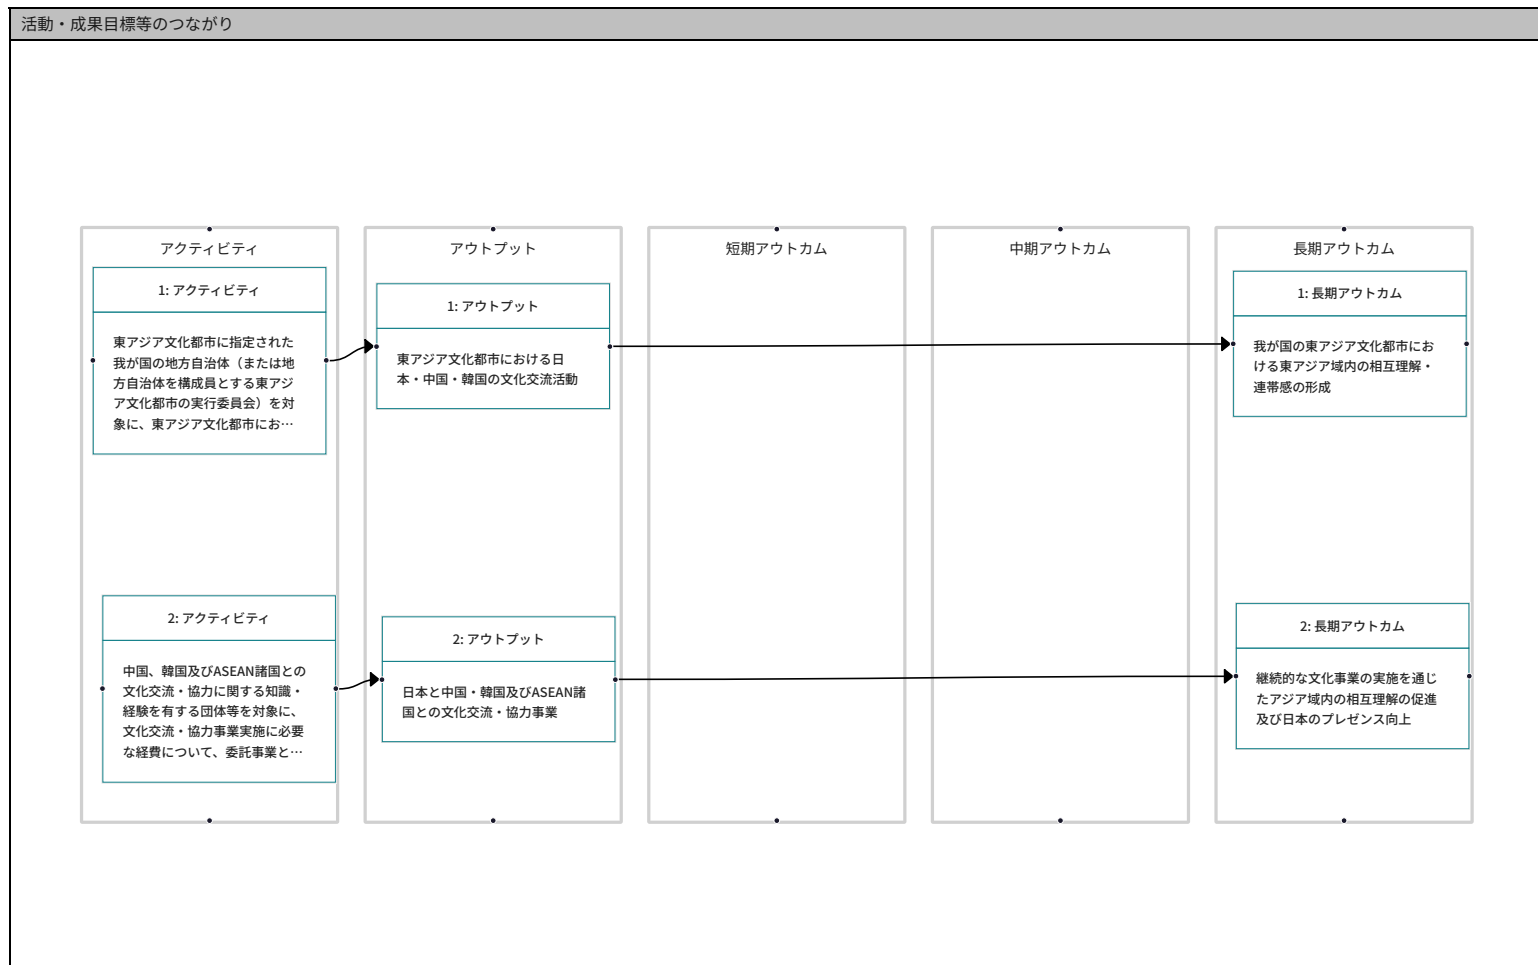 活動・成果目標等のつながり
アクティビティ
アウトプット
短期アウトカム
中期アウトカム
長期アウトカム
1: アクティビティ
東アジア文化都市に指定された
我が国の地方自治体（または地
方自治体を構成員とする東アジ
ア文化都市の実行委員会）を対
象に、東アジア文化都市にお…
1: アウトプット
東アジア文化都市における日
本・中国・韓国の文化交流活動
1: 長期アウトカム
我が国の東アジア文化都市にお
ける東アジア域内の相互理解・
連帯感の形成
2: アクティビティ
中国、韓国及びASEAN諸国との
文化交流・協力に関する知識・
経験を有する団体等を対象に、
文化交流・協力事業実施に必要
な経費について、委託事業と…
2: アウトプット
日本と中国・韓国及びASEAN諸
国との文化交流・協力事業
2: 長期アウトカム
継続的な文化事業の実施を通じ
たアジア域内の相互理解の促進
及び日本のプレゼンス向上